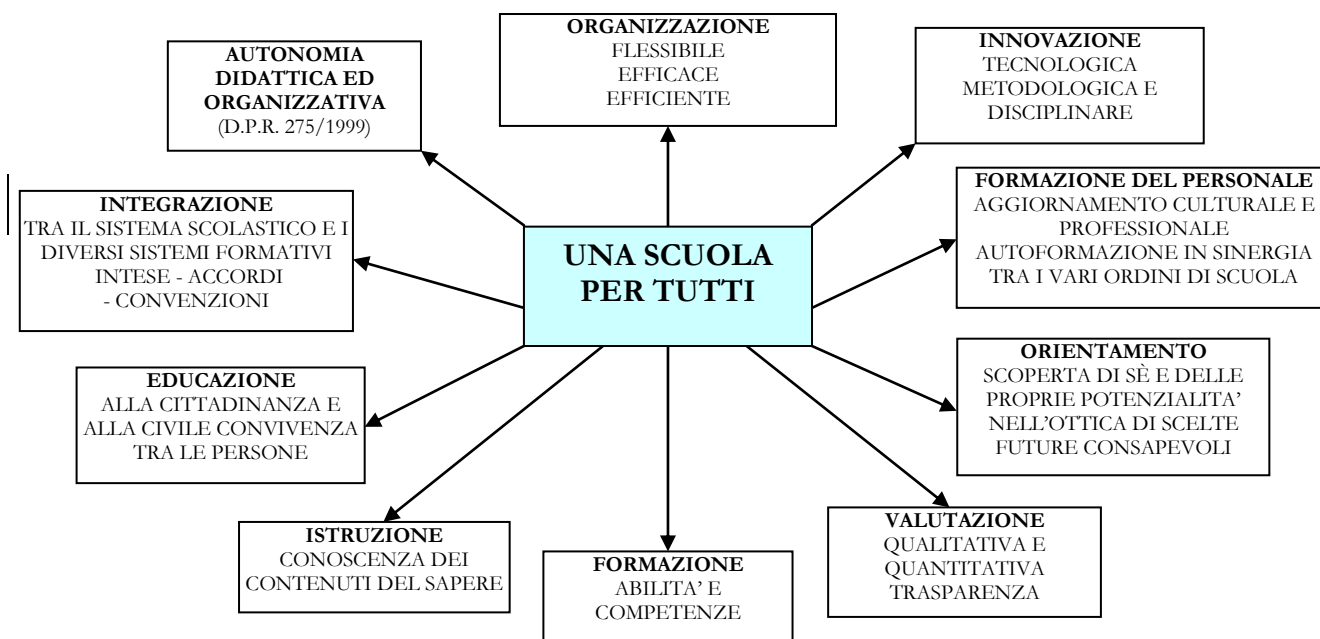 AUTONOMIA
DIDATTICA ED
ORGANIZZATIVA
(D.P.R. 275/1999)
ORGANIZZAZIONE
FLESSIBILE
EFFICACE
EFFICIENTE
INNOVAZIONE
TECNOLOGICA
METODOLOGICA E
DISCIPLINARE
INTEGRAZIONE
TRA IL SISTEMA SCOLASTICO E I
DIVERSI SISTEMI FORMATIVI
INTESE - ACCORDI
- CONVENZIONI
UNA SCUOLA
PER TUTTI
FORMAZIONE DEL PERSONALE
AGGIORNAMENTO CULTURALE E
PROFESSIONALE
AUTOFORMAZIONE IN SINERGIA
TRA I VARI ORDINI DI SCUOLA
EDUCAZIONE
ALLA CITTADINANZA E
ALLA CIVILE CONVIVENZA
TRA LE PERSONE
ORIENTAMENTO
SCOPERTA DI SÈ E DELLE
PROPRIE POTENZIALITA’
NELL’OTTICA DI SCELTE
FUTURE CONSAPEVOLI
ISTRUZIONE
CONOSCENZA DEI
CONTENUTI DEL SAPERE
FORMAZIONE
ABILITA’ E
COMPETENZE
VALUTAZIONE
QUALITATIVA E
QUANTITATIVA
TRASPARENZA